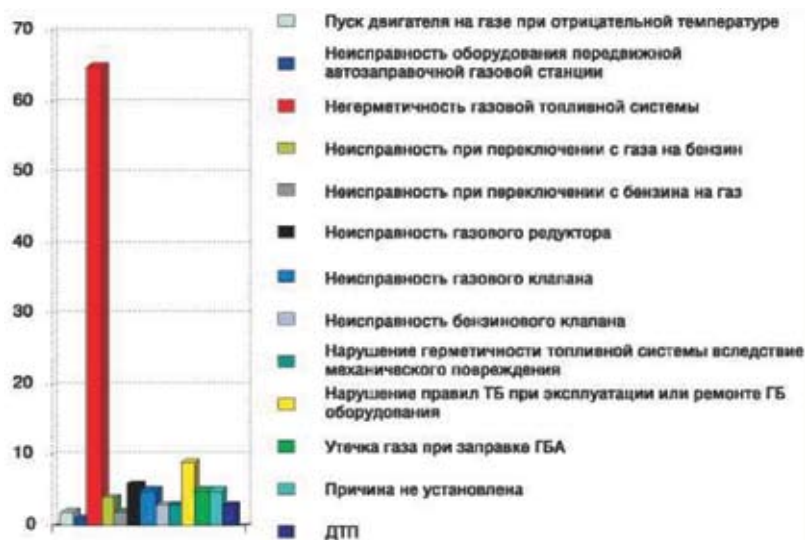 70
60
50
40
30
20
10
0
Пуск двигателя на газе при отрицательной температуре
Неисправность оборудования передвижной
автозаправочной газовой станции
Негерметичность газовой топливной системы
Неисправность при переключении с газа на бензин
Неисправность при переключении с бензина на газ
Неисправность газового редуктора
Неисправность газового клапана
Неисправность бензинового клапана
Нарушение герметичности топливной системы вследствие
механического повреждения
Нарушение правил ТБ при эксплуатации или ремонте ГБ
оборудования
Утечка газа при заправке ГБА
Причина не установлена
ДТП